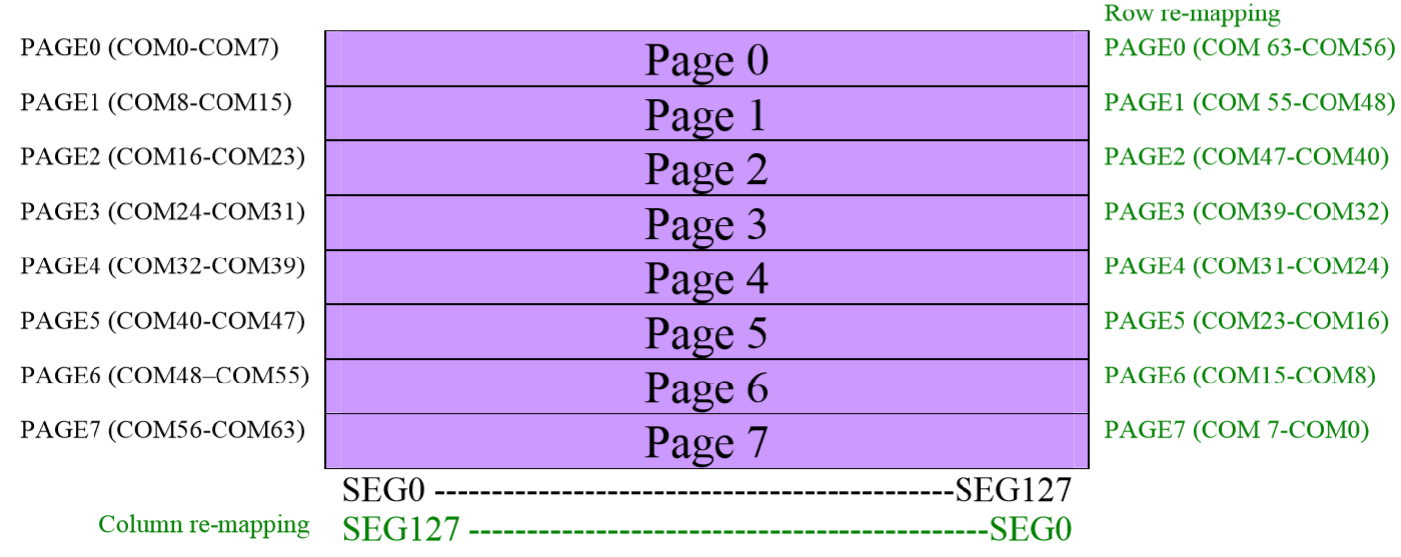 Row re-mapping
PAGE0 (COM0-COM7) Page 0 PAGE0 (COM 63-COM56)
PAGE1 (COM8-COM15) Page 1 PAGE1 (COM 55-COM48)
PAGE2 (COM16-COM23) Page 2 PAGE2 (COM47-COM40)
PAGE3 (COM24-COM31) Page 3 PAGE3 (COM39-COM32)
PAGE4 (COM32-COM39) Page 4 PAGE4 (COM31-COM24)
PAGE5 (COM40-COM47) Page 5 PAGE5 (COM23-COM16)
PAGE6 (COM48–COM55) Page 6 PAGE6 (COM15-COM8)
PAGE7 (COM56-COM63) Page 7 PAGE7 (COM 7-COM0)
SEG0 ----------------------------------------------SEG127
Column re-mapping SEG127 ----------------------------------------------SEG0